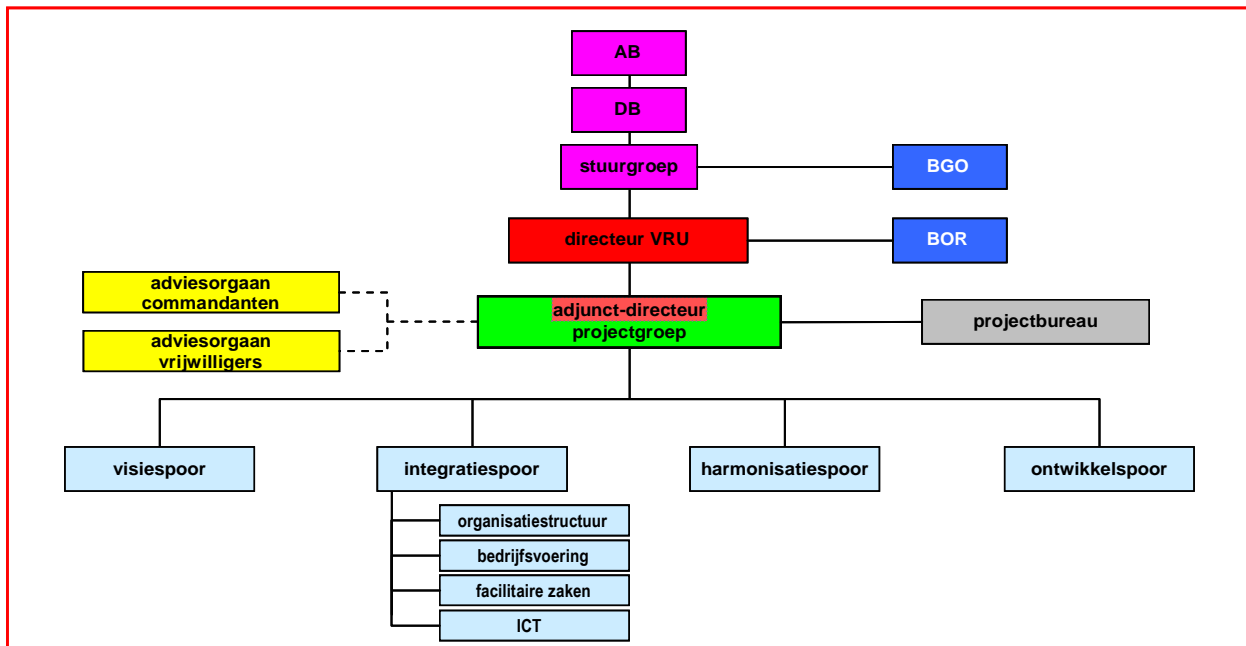 AB
DB
stuurgroep
BGO
directeur VRU
BOR
adviesorgaan
commandanten
adjunct-directeur
projectgroep
projectbureau
adviesorgaan
vrijwilligers
visiespoor
integratiespoor
harmonisatiespoor
ontwikkelspoor
organisatiestructuur
bedrijfsvoering
facilitaire zaken
ICT